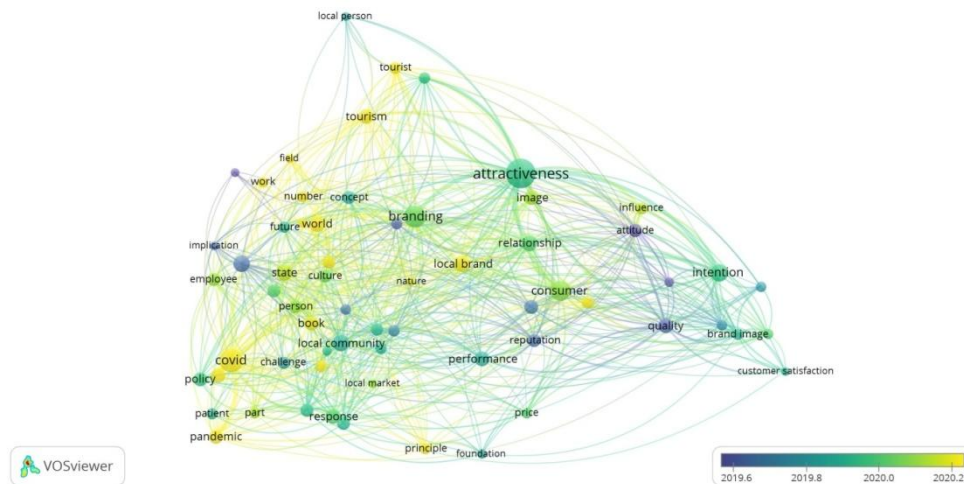 local person
tourist
tourism
attractiveness
field
work
number
concept
image
influence
branding
future
world
attitude
relationship
implication
local brand
intention
state
culture
employee
nature
consumer
person
book
quality
brand image
local community
reputation
covid
challenge
performance
customer satisfaction
policy
local market
patient
part
response
price
pandemic
principle
foundation
VOSviewer
2019.6 2019.8 2020.0 2020.2